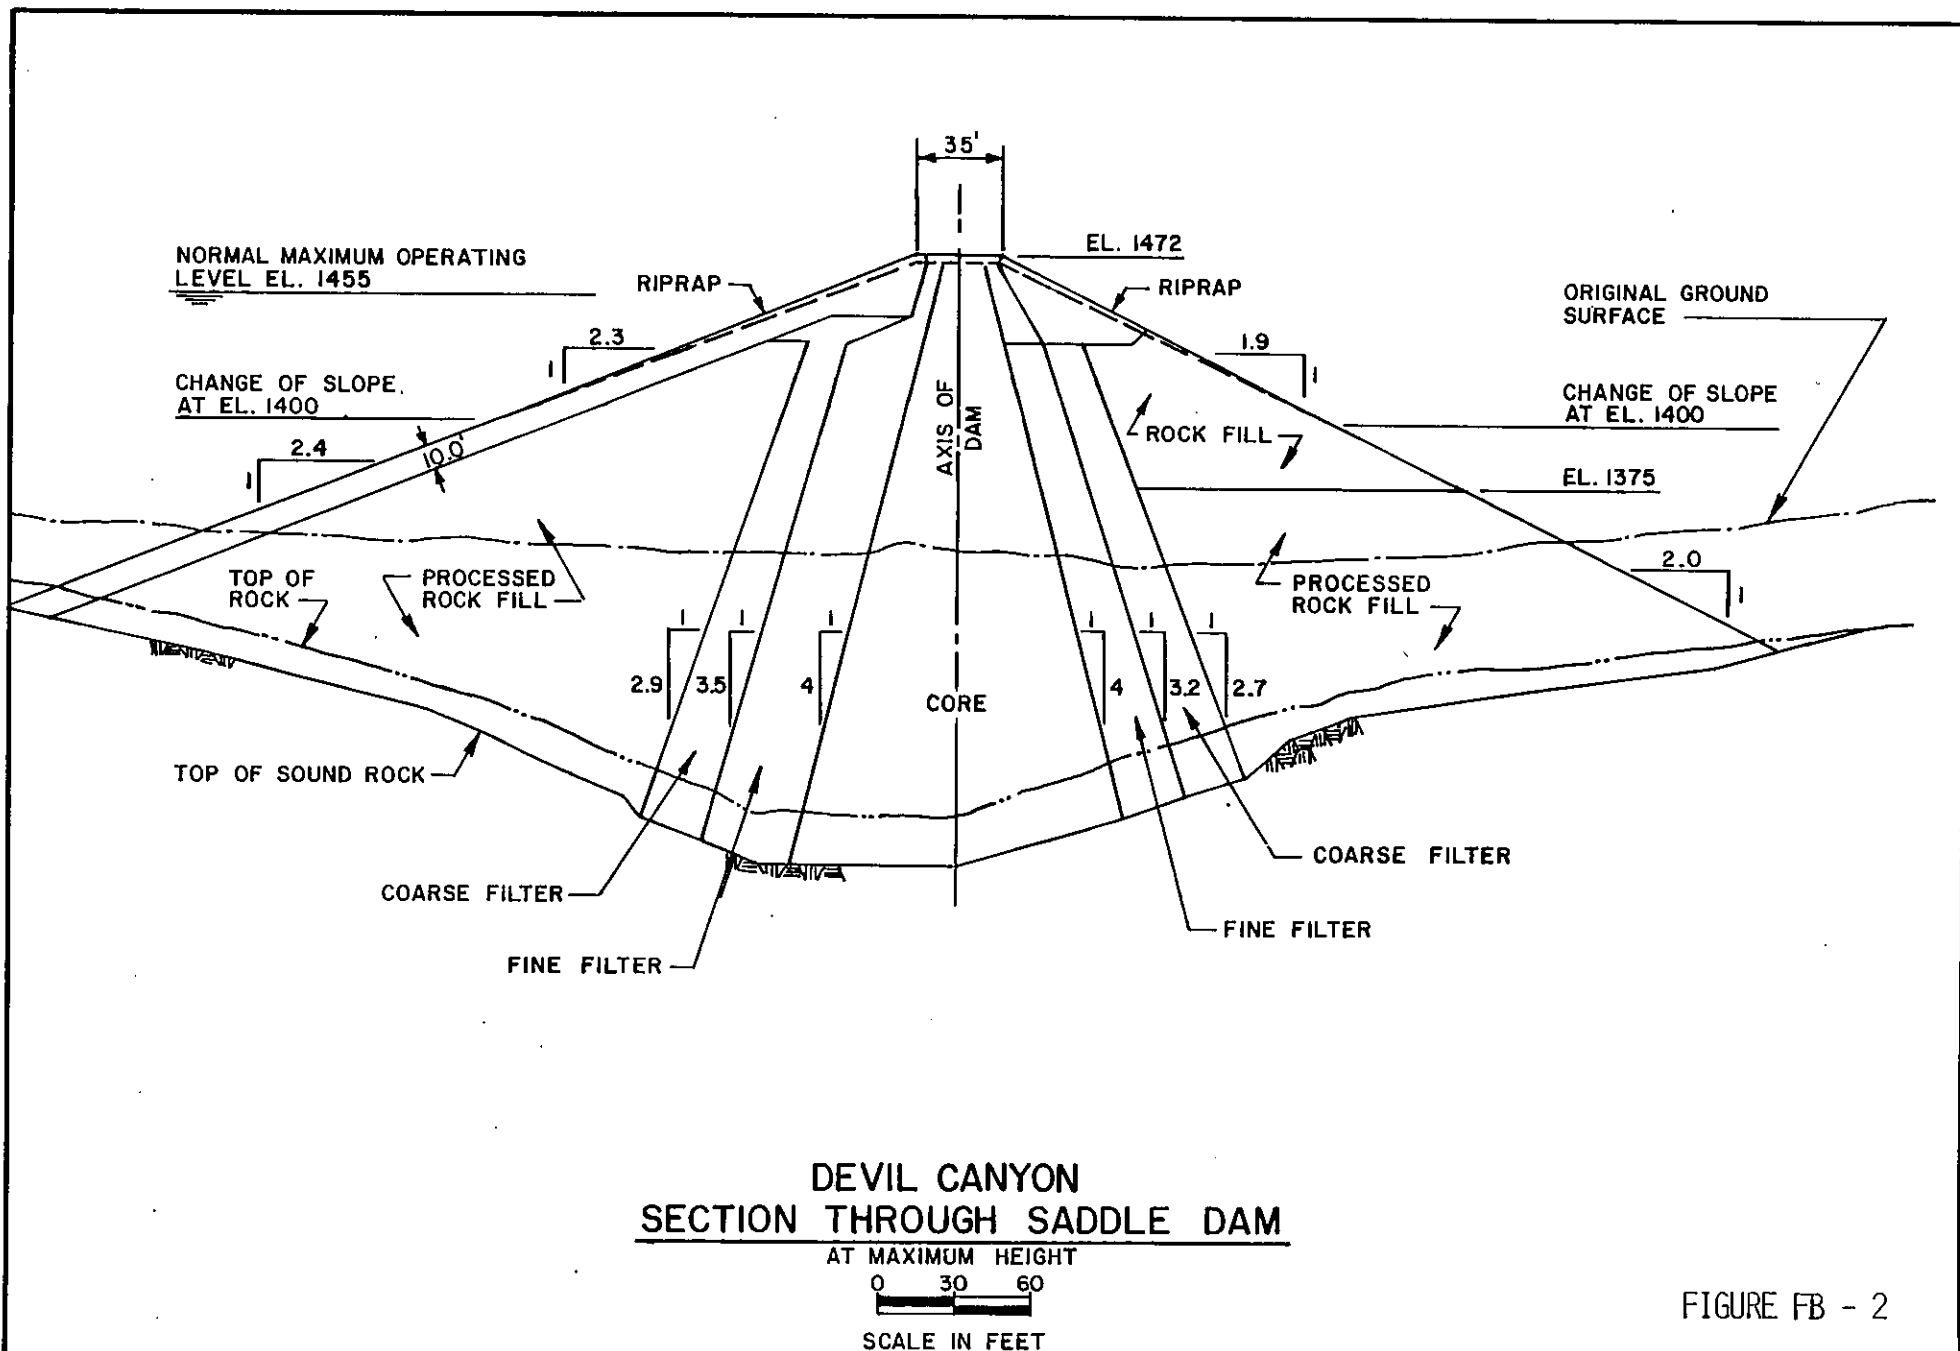 35'
EL. 1472
NORMAL MAXIMUM OPERATING
LEVEL EL. 1455
RIPRAP
RIPRAP
ORIGINAL GROUND
SURFACE
2.3
1
1.9
1
CHANGE OF SLOPE
AT EL. 1400
CHANGE OF SLOPE
AT EL. 1400
AXIS OF
DAM
ROCK FILL
2.4
1
10.0'
EL. 1375
TOP OF
ROCK
PROCESSED
ROCK FILL
PROCESSED
ROCK FILL
2.0
1
1
1
1
1
1
1
2.9
3.5
4
4
3.2
2.7
CORE
TOP OF SOUND ROCK
COARSE FILTER
COARSE FILTER
FINE FILTER
FINE FILTER
DEVIL CANYON
SECTION THROUGH SADDLE DAM
AT MAXIMUM HEIGHT
0 30 60
SCALE IN FEET
FIGURE FB - 2